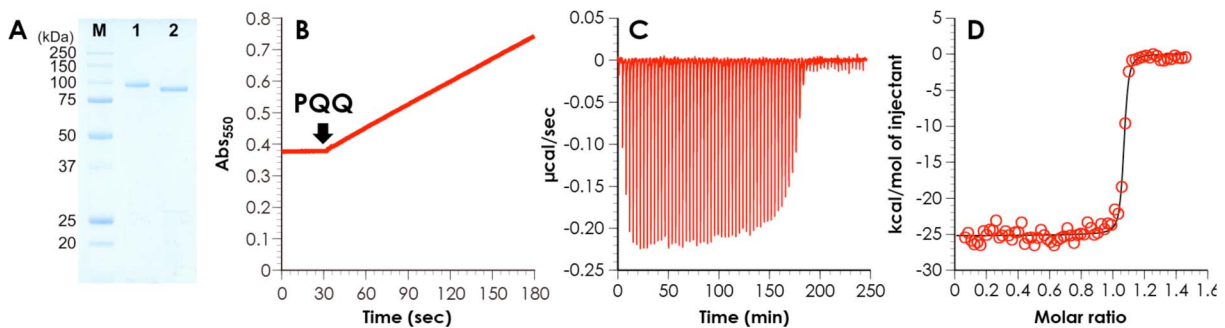 A
(kDa)
M 1 2
250
150
100
75
50
37
25
20
B
0.8
0.7
0.6
0.5
0.4
0.3
0.2
0.1
0
Abs550
PQQ
0 30 60 90 120 150 180
Time (sec)
C
0.05
0.00
−0.05
−0.10
−0.15
−0.20
−0.25
µcal/sec
0 50 100 150 200 250
Time (min)
D
5
0
−5
−10
−15
−20
−25
−30
kcal/mol of injectant
0 0.2 0.4 0.6 0.8 1.0 1.2 1.4 1.6
Molar ratio